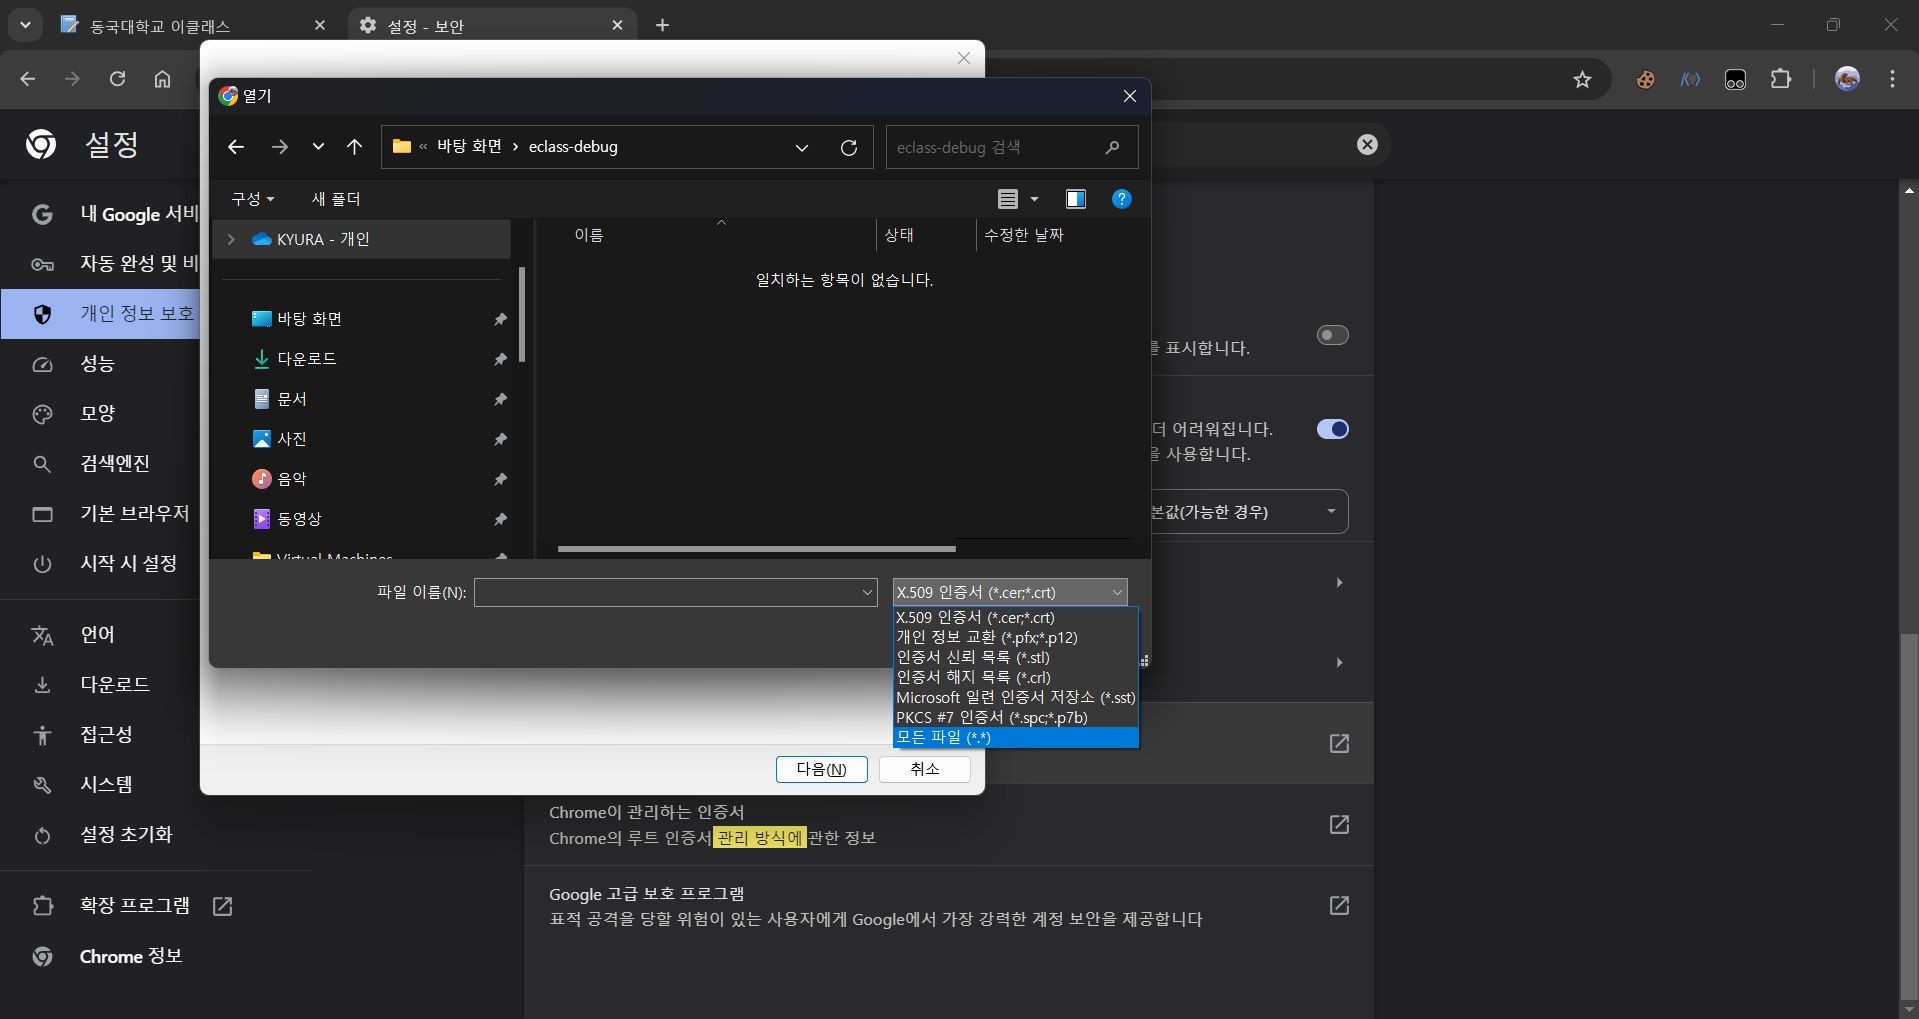 동국대학교 이클래스
설정 - 보안
설정
열기
« 바탕 화면 › eclass-debug
eclass-debug 검색
구성
새 폴더
KYURA - 개인
바탕 화면
다운로드
문서
사진
음악
동영상
Virtual Machines
이름
상태
수정한 날짜
일치하는 항목이 없습니다.
파일 이름(N):
X.509 인증서 (*.cer;*.crt)
X.509 인증서 (*.cer;*.crt)
개인 정보 교환 (*.pfx;*.p12)
인증서 신뢰 목록 (*.stl)
인증서 해지 목록 (*.crl)
Microsoft 일련 인증서 저장소 (*.sst)
PKCS #7 인증서 (*.spc;*.p7b)
모든 파일 (*.*)
다음(N)
취소
내 Google 서비
자동 완성 및 비
개인 정보 보호
성능
모양
검색엔진
기본 브라우저
시작 시 설정
언어
다운로드
접근성
시스템
설정 초기화
확장 프로그램
Chrome 정보
를 표시합니다.
더 어려워집니다.
을 사용합니다.
본값(가능한 경우)
Chrome이 관리하는 인증서
Chrome의 루트 인증서 관리 방식에 관한 정보
Google 고급 보호 프로그램
표적 공격을 당할 위험이 있는 사용자에게 Google에서 가장 강력한 계정 보안을 제공합니다